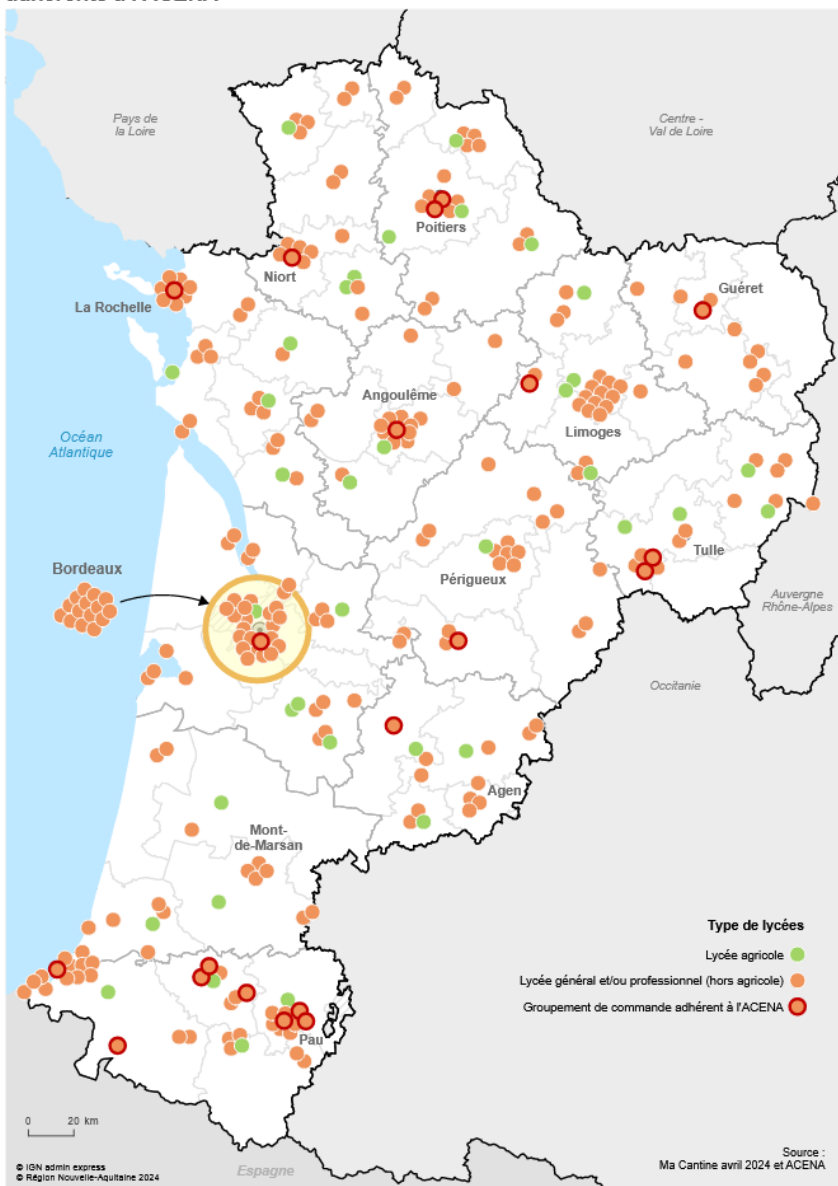 Pays de
la Loire
Centre -
Val de Loire
Poitiers
Niort
La Rochelle
Guéret
Angoulême
Limoges
Océan
Atlantique
Tulle
Périgueux
Bordeaux
Auvergne
Rhône-Alpes
Occitanie
Agen
Mont-
de-Marsan
Type de lycées
Lycée agricole
Lycée général et/ou professionnel (hors agricole)
Groupement de commande adhérent à l'ACENA
Pau
0 20 km
Espagne
© IGN admin express
© Région Nouvelle-Aquitaine 2024
Source :
Ma Cantine avril 2024 et ACENA